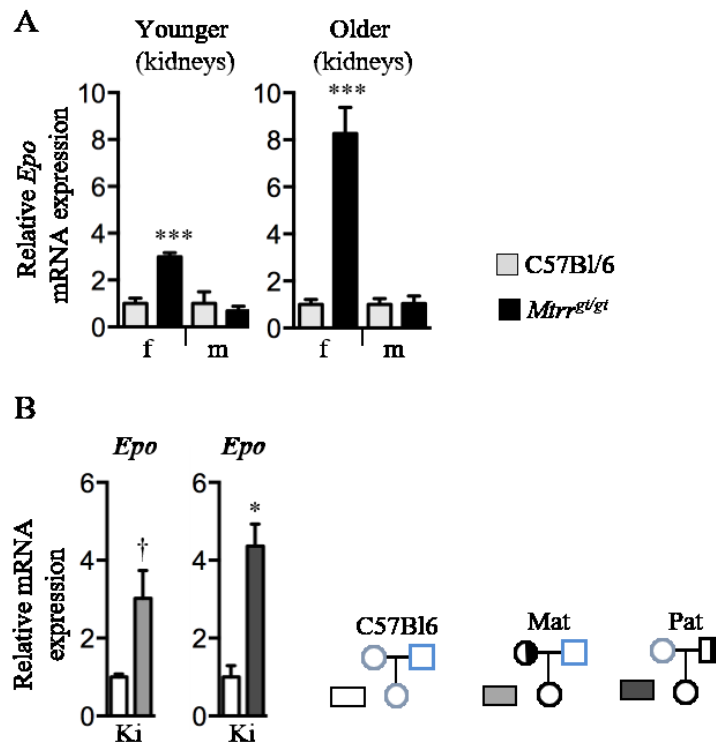 A
Younger
(kidneys)
Older
(kidneys)
Relative Epo
mRNA expression
10
8
6
4
2
0
***
f
m
10
8
6
4
2
0
***
f
m
C57Bl/6
Mtrr^gt/gt
B
Epo
Epo
Relative mRNA
expression
6
4
2
0
†
Ki
6
4
2
0
*
Ki
C57Bl6
Mat
Pat